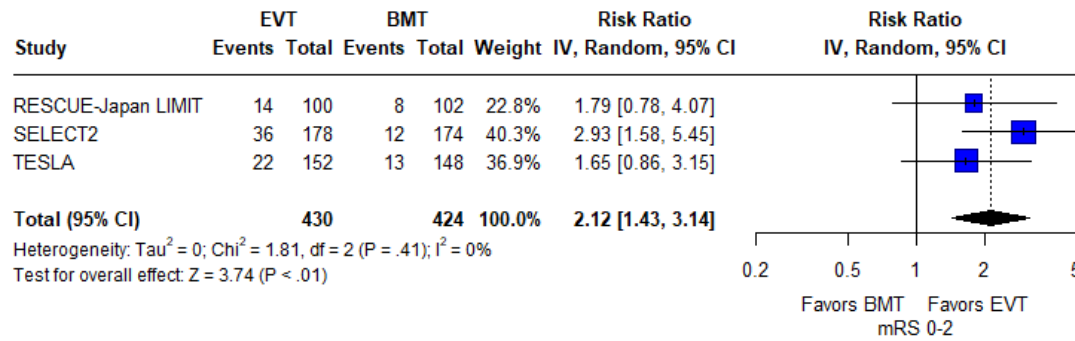 EVT BMT Risk Ratio Risk Ratio
Study Events Total Events Total Weight IV, Random, 95% CI IV, Random, 95% CI
RESCUE-Japan LIMIT 14 100 8 102 22.8% 1.79 [0.78, 4.07]
SELECT2 36 178 12 174 40.3% 2.93 [1.58, 5.45]
TESLA 22 152 13 148 36.9% 1.65 [0.86, 3.15]
Total (95% CI) 430 424 100.0% 2.12 [1.43, 3.14]
Heterogeneity: Tau² = 0; Chi² = 1.81, df = 2 (P = .41); I² = 0%
Test for overall effect: Z = 3.74 (P < .01)
0.2 0.5 1 2 5
Favors BMT Favors EVT
mRS 0-2